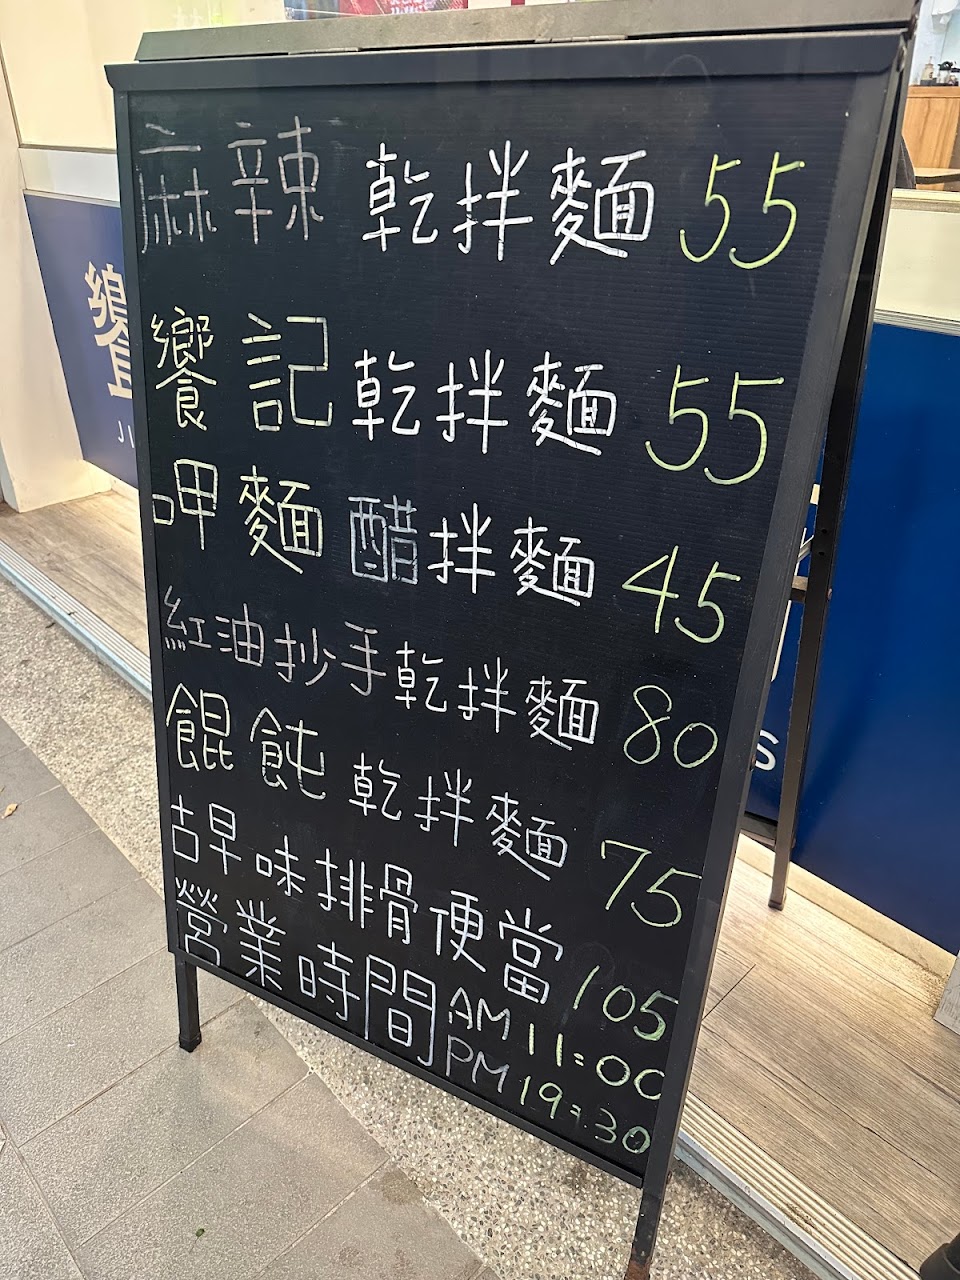 麻辣 乾拌麵 55
饗記乾拌麵 55
呷麵 醋拌麵 45
紅油抄手乾拌麵 80
餛飩 乾拌麵 75
古早味排骨便當 105
營業時間 AM 11:00
PM 19:30
饗
JI
S